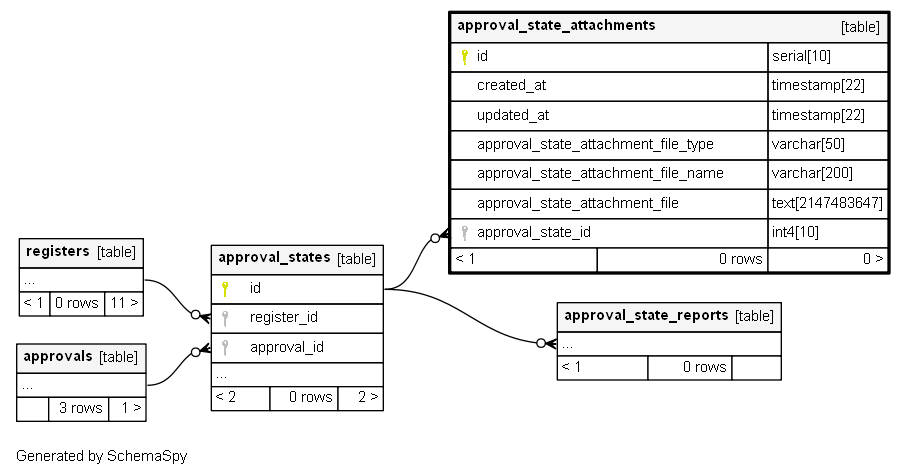 approval_state_attachments [table]
id serial[10]
created_at timestamp[22]
updated_at timestamp[22]
approval_state_attachment_file_type varchar[50]
approval_state_attachment_file_name varchar[200]
approval_state_attachment_file text[2147483647]
approval_state_id int4[10]
< 1 0 rows 0 >
registers [table]
...
< 1 0 rows 11 >
approval_states [table]
id
register_id
approval_id
...
< 2 0 rows 2 >
approvals [table]
...
3 rows 1 >
approval_state_reports [table]
...
< 1 0 rows
Generated by SchemaSpy